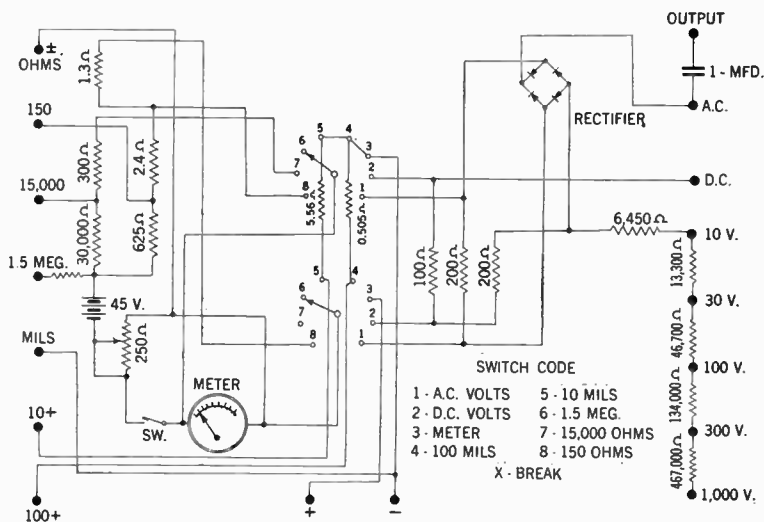 ±
OHMS
150
15,000
1.5 MEG.
MILS
10+
100+
1.3Ω
300Ω
2.4Ω
30,000Ω
625Ω
45 V.
250Ω
METER
SW.
5
4
6
3
7
2
8
1
5.56Ω
0.505Ω
5
4
6
3
7
2
8
1
+
-
RECTIFIER
OUTPUT
1 - MFD.
A.C.
D.C.
100Ω
200Ω
200Ω
6,450Ω
10 V.
13,300Ω
30 V.
46,700Ω
100 V.
134,000Ω
300 V.
467,000Ω
1,000 V.
SWITCH CODE
1 - A.C. VOLTS 5 - 10 MILS
2 - D.C. VOLTS 6 - 1.5 MEG.
3 - METER 7 - 15,000 OHMS
4 - 100 MILS 8 - 150 OHMS
X - BREAK